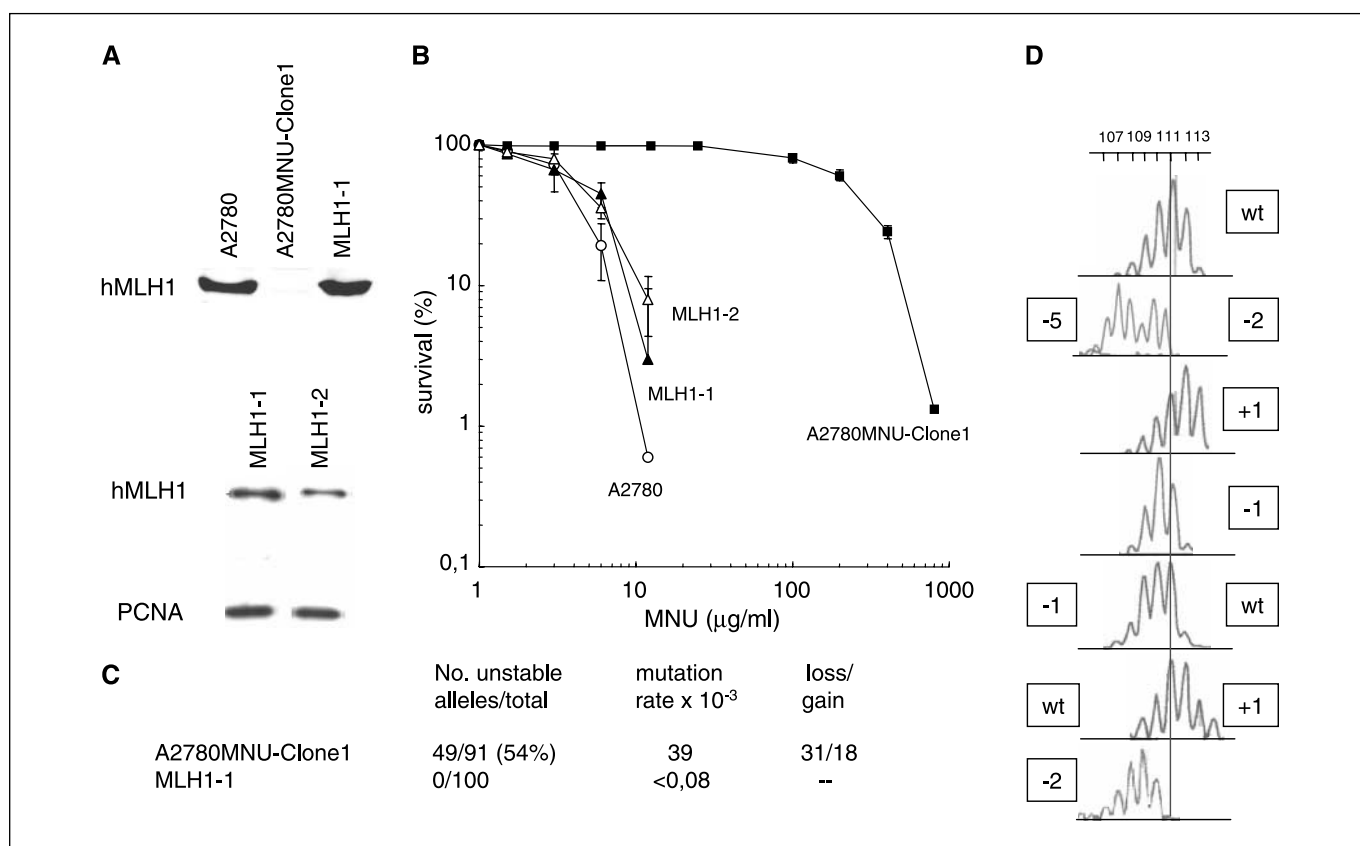 A
A2780
A2780MNU-Clone1
MLH1-1
hMLH1
MLH1-1
MLH1-2
hMLH1
PCNA
B
survival (%)
100
10
1
0,1
1
10
100
1000
MNU (μg/ml)
MLH1-2
MLH1-1
A2780
A2780MNU-Clone1
C
No. unstable alleles/total
mutation rate x 10-3
loss/ gain
A2780MNU-Clone1 49/91 (54%) 39 31/18
MLH1-1 0/100 <0,08 --
D
107 109 111 113
wt
-5 -2
+1
-1
-1 wt
wt +1
-2